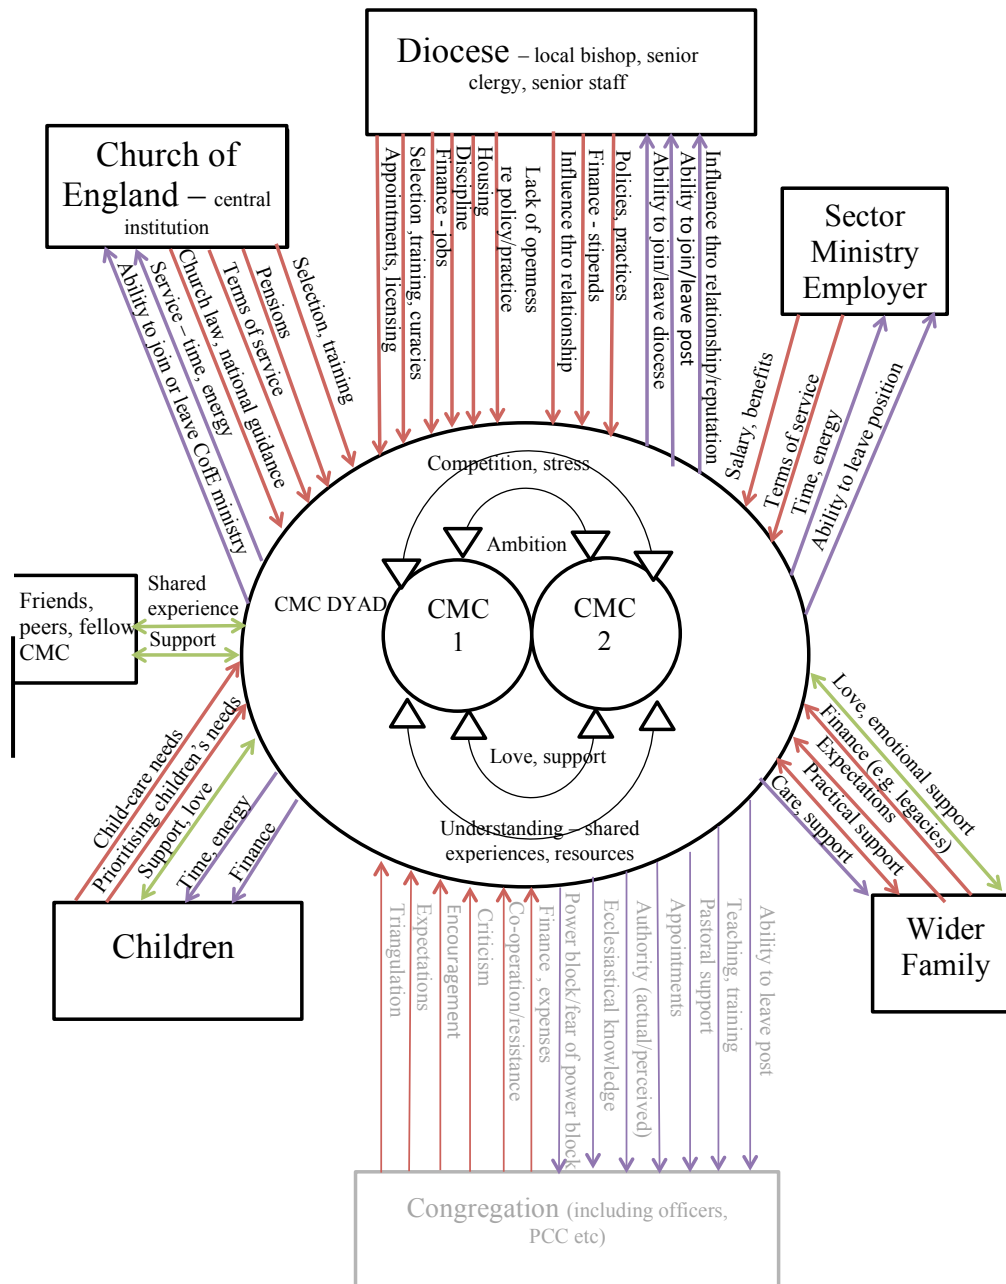 Diocese – local bishop, senior
clergy, senior staff
Church of
England – central
institution
Sector
Ministry
Employer
Appointments, licensing
Selection ,training, curacies
Finance - jobs
Discipline
Housing
re policy/practice
Lack of openness
Influence thro relationship
Finance - stipends
Policies, practices
Ability to join/leave diocese
Ability to join/leave post
Influence thro relationship/reputation
Ability to join or leave CofE ministry
Service – time, energy
Church law, national guidance
Terms of service
Pensions
Selection, training
Salary, benefits
Terms of service
Time, energy
Ability to leave position
Competition, stress
Ambition
CMC DYAD
CMC
1
CMC
2
Love, support
Understanding – shared
experiences, resources
Friends,
peers, fellow
CMC
Shared
experience
Support
Child-care needs
Prioritising children’s needs
Support, love
Time, energy
Finance
Children
Love, emotional support
Finance (e.g. legacies)
Expectations
Practical support
Care, support
Wider
Family
Triangulation
Expectations
Encouragement
Criticism
Co-operation/resistance
Finance , expenses
Power block/fear of power block
Ecclesiastical knowledge
Authority (actual/perceived)
Appointments
Pastoral support
Teaching, training
Ability to leave post
Congregation (including officers,
PCC etc)